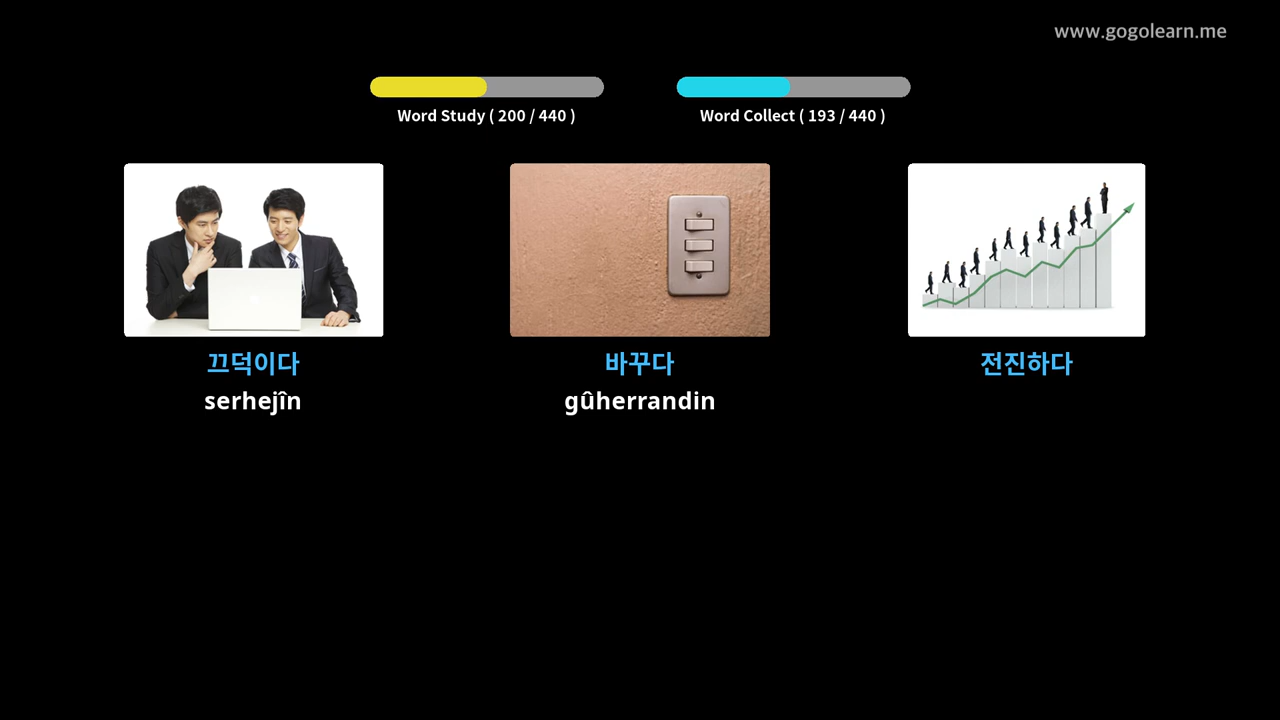 www.gogolearn.me
Word Study ( 200 / 440 )
Word Collect ( 193 / 440 )
끄덕이다
바꾸다
전진하다
serhejîn
gûherrandin